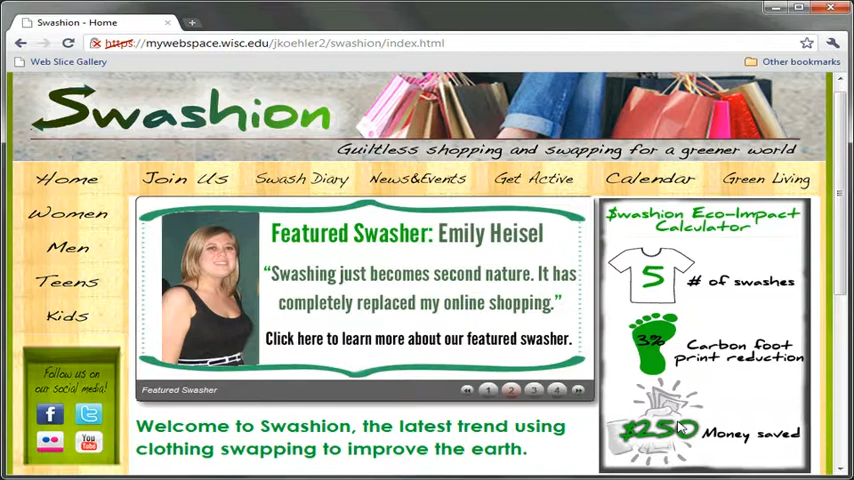 Swashion - Home
https://mywebspace.wisc.edu/jkoehler2/swashion/index.html
Web Slice Gallery
Other bookmarks
Swashion
Guiltless shopping and swapping for a greener world
Home
Join Us
Swash Diary
News&Events
Get Active
Calendar
Green Living
Women
Men
Teens
Kids
Follow us on
our social media!
f
t
You
Tube
Featured Swasher: Emily Heisel
“Swashing just becomes second nature. It has
completely replaced my online shopping.”
Click here to learn more about our featured swasher.
Featured Swasher
1 2 3 4
Welcome to Swashion, the latest trend using
clothing swapping to improve the earth.
$washion Eco-Impact
Calculator
5
# of swashes
3%
Carbon foot
print reduction
$250
Money saved